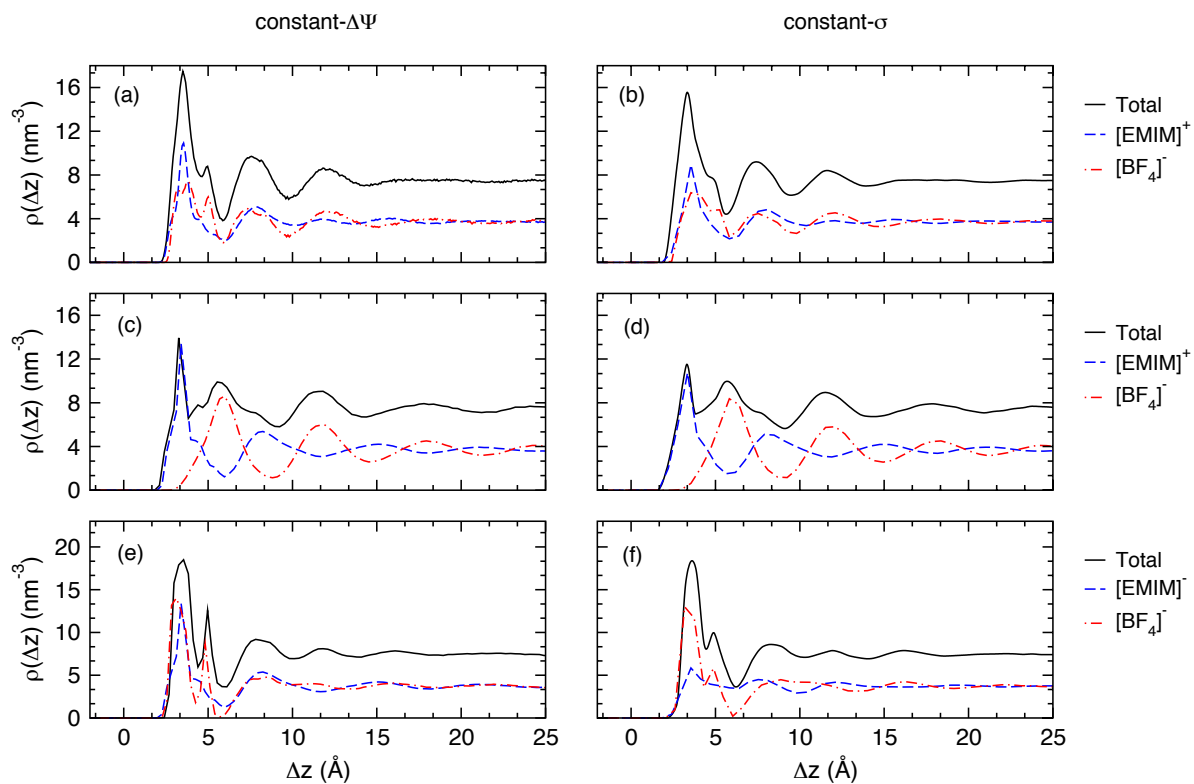 constant-ΔΨ
constant-σ
16
12
8
4
0
ρ(Δz) (nm⁻³)
(a)
(b)
Total
[EMIM]⁺
[BF₄]⁻
16
12
8
4
0
ρ(Δz) (nm⁻³)
(c)
(d)
Total
[EMIM]⁺
[BF₄]⁻
20
15
10
5
0
ρ(Δz) (nm⁻³)
(e)
(f)
Total
[EMIM]⁻
[BF₄]⁻
0 5 10 15 20 25
0 5 10 15 20 25
Δz (Å)
Δz (Å)